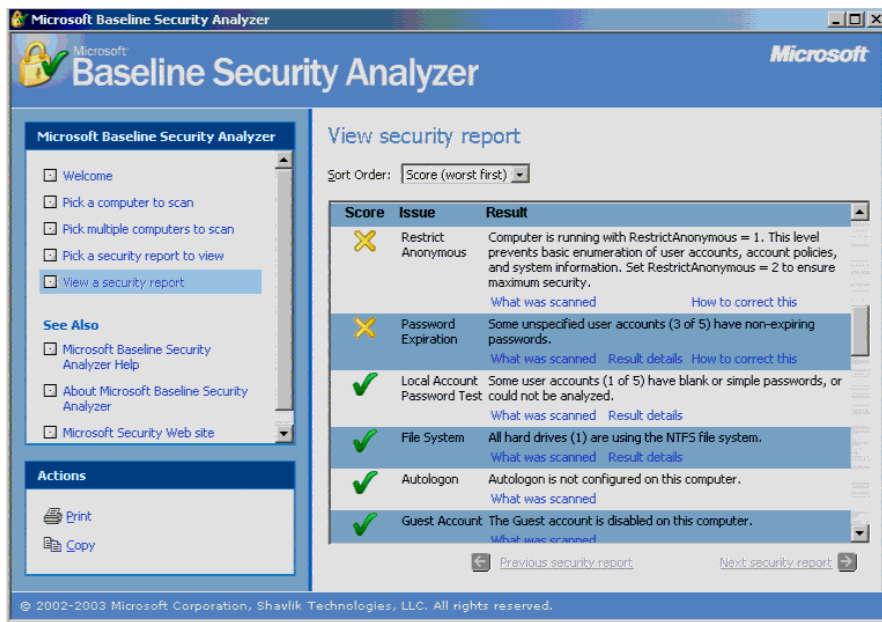 Microsoft Baseline Security Analyzer
Microsoft
Baseline Security Analyzer
Microsoft
Microsoft Baseline Security Analyzer
Welcome
Pick a computer to scan
Pick multiple computers to scan
Pick a security report to view
View a security report
See Also
Microsoft Baseline Security
Analyzer Help
About Microsoft Baseline Security
Analyzer
Microsoft Security Web site
Actions
Print
Copy
View security report
Sort Order: Score (worst first)
Score Issue Result
Restrict
Anonymous
Computer is running with RestrictAnonymous = 1. This level
prevents basic enumeration of user accounts, account policies,
and system information. Set RestrictAnonymous = 2 to ensure
maximum security.
What was scanned How to correct this
Password
Expiration
Some unspecified user accounts (3 of 5) have non-expiring
passwords.
What was scanned Result details How to correct this
Local Account
Password Test
Some user accounts (1 of 5) have blank or simple passwords, or
could not be analyzed.
What was scanned Result details
File System
All hard drives (1) are using the NTFS file system.
What was scanned Result details
Autologon
Autologon is not configured on this computer.
What was scanned
Guest Account
The Guest account is disabled on this computer.
What was scanned
Previous security report
Next security report
© 2002-2003 Microsoft Corporation, Shavlik Technologies, LLC. All rights reserved.